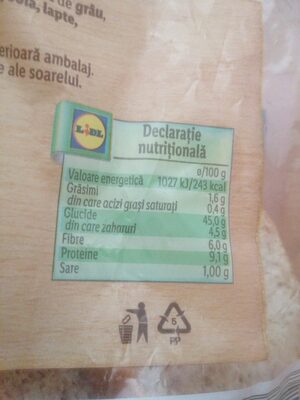 de grâu,
lapte,
erioară ambalaj.
e ale soarelui.
LIDL
Declarație
nutrițională
ø/100 g
Valoare energetică 1027 kJ/243 kcal
Grăsimi 1,6 g
din care acizi grași saturați 0,4 g
Glucide 45,0 g
din care zaharuri 4,5 g
Fibre 6,0 g
Proteine 9,1 g
Sare 1,00 g
5
PP